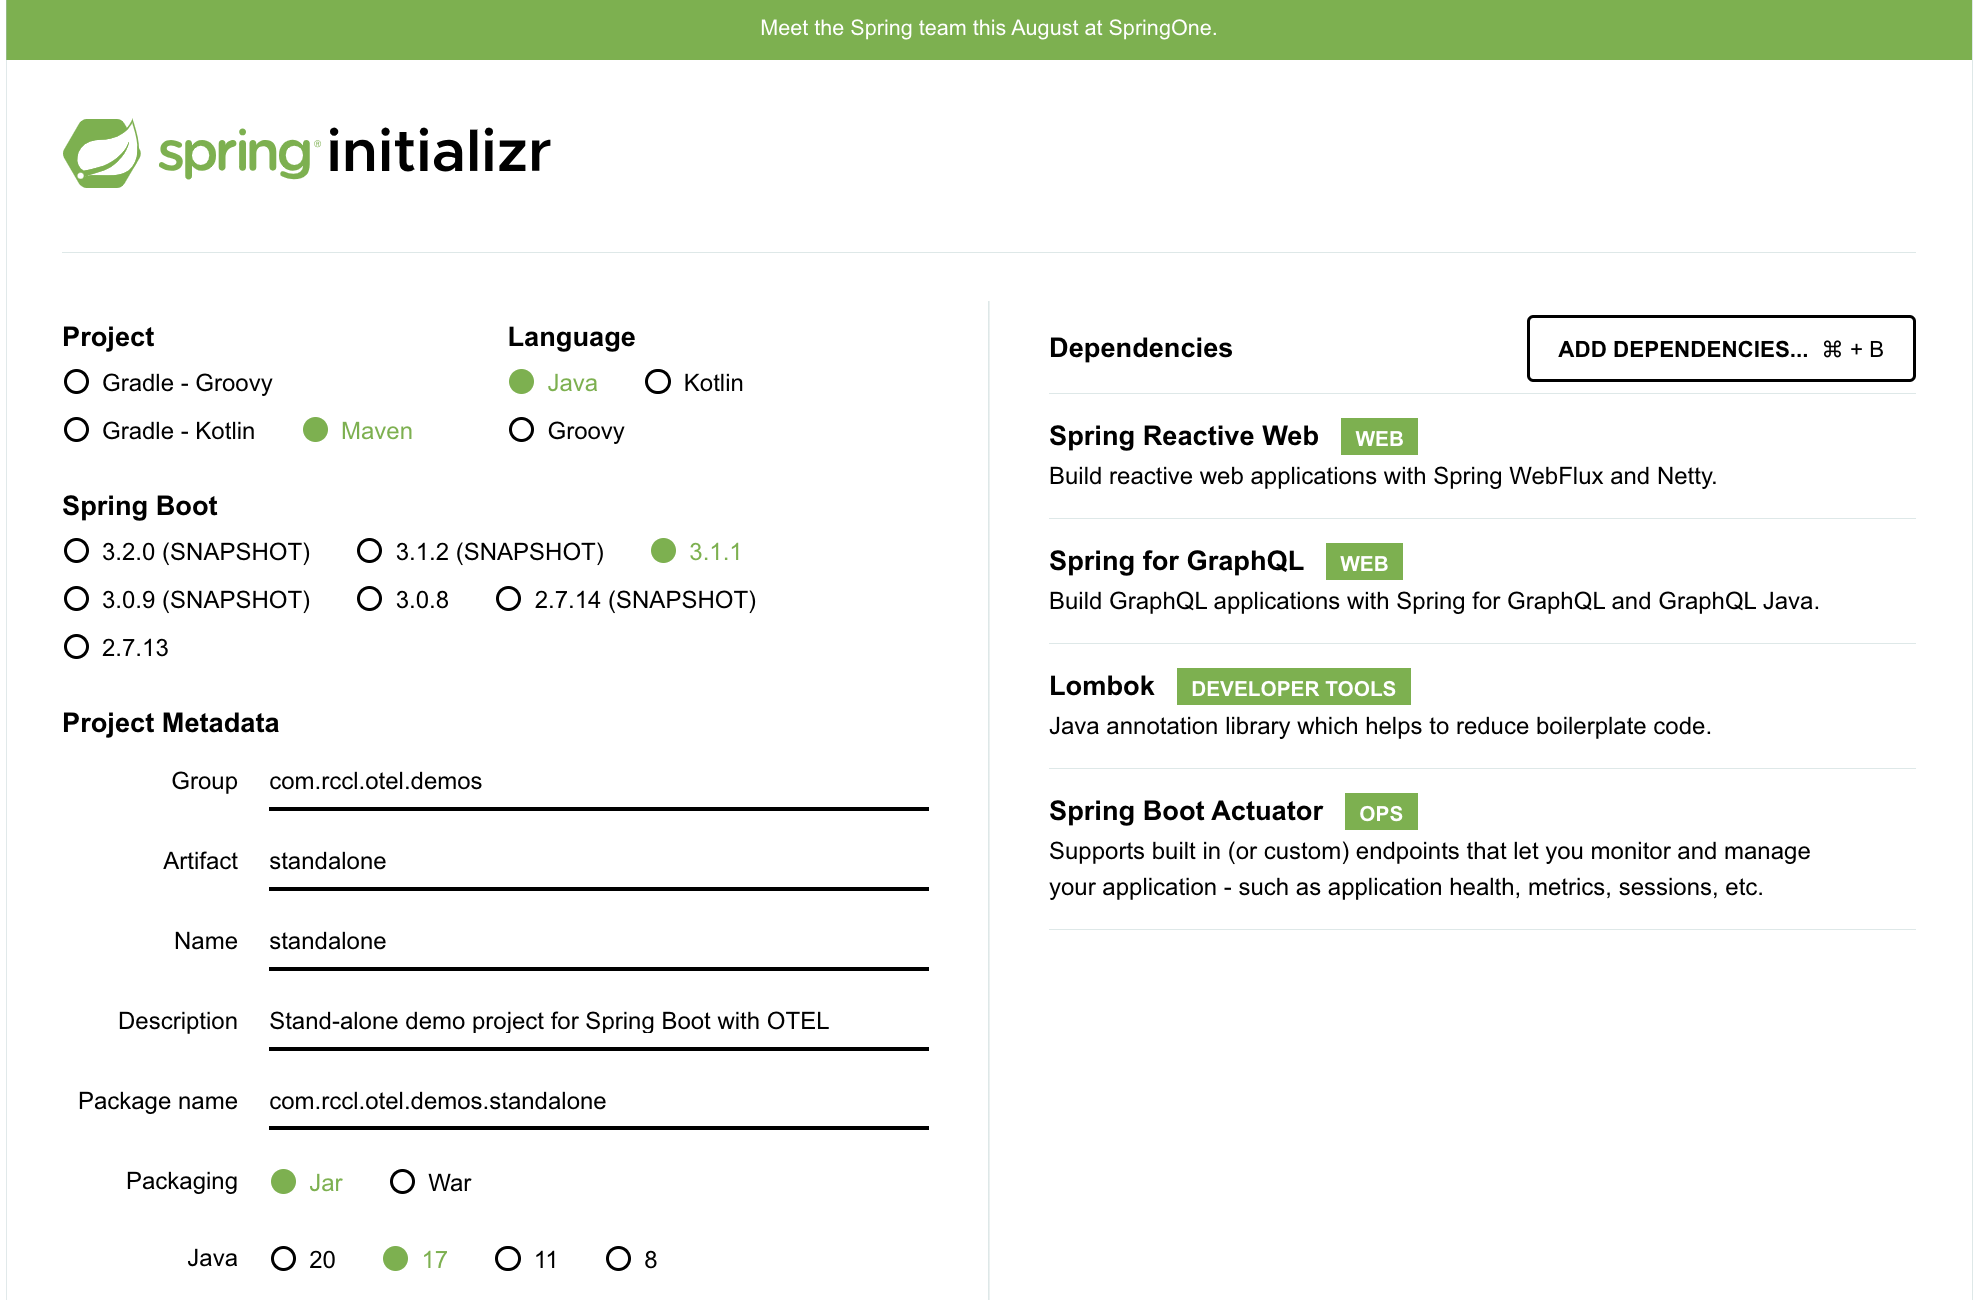 Meet the Spring team this August at SpringOne.
spring® initializr
Project
Gradle - Groovy
Gradle - Kotlin Maven
Language
Java Kotlin
Groovy
Spring Boot
3.2.0 (SNAPSHOT) 3.1.2 (SNAPSHOT) 3.1.1
3.0.9 (SNAPSHOT) 3.0.8 2.7.14 (SNAPSHOT)
2.7.13
Project Metadata
Group com.rccl.otel.demos
Artifact standalone
Name standalone
Description Stand-alone demo project for Spring Boot with OTEL
Package name com.rccl.otel.demos.standalone
Packaging Jar War
Java 20 17 11 8
Dependencies ADD DEPENDENCIES... ⌘ + B
Spring Reactive Web WEB
Build reactive web applications with Spring WebFlux and Netty.
Spring for GraphQL WEB
Build GraphQL applications with Spring for GraphQL and GraphQL Java.
Lombok DEVELOPER TOOLS
Java annotation library which helps to reduce boilerplate code.
Spring Boot Actuator OPS
Supports built in (or custom) endpoints that let you monitor and manage
your application - such as application health, metrics, sessions, etc.